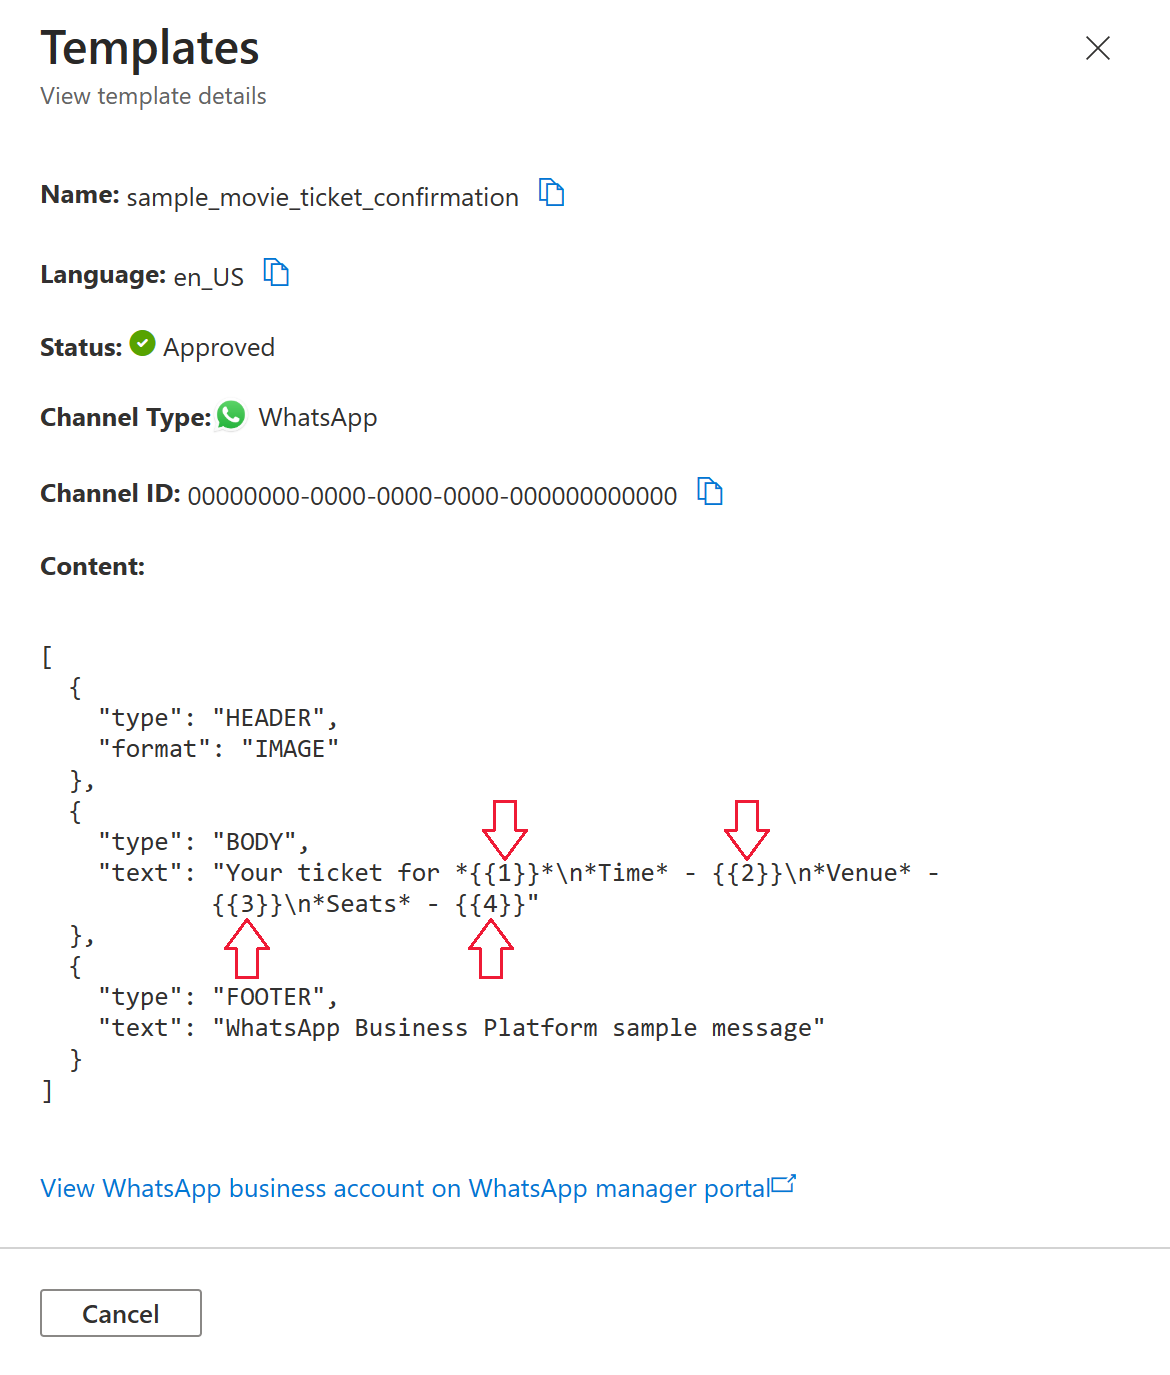 Templates
View template details
Name: sample_movie_ticket_confirmation
Language: en_US
Status: Approved
Channel Type: WhatsApp
Channel ID: 00000000-0000-0000-0000-000000000000
Content:
[
  {
    "type": "HEADER",
    "format": "IMAGE"
  },
  {
    "type": "BODY",
    "text": "Your ticket for *{{1}}*\n*Time* - {{2}}\n*Venue* -
            {{3}}\n*Seats* - {{4}}"
  },
  {
    "type": "FOOTER",
    "text": "WhatsApp Business Platform sample message"
  }
]
View WhatsApp business account on WhatsApp manager portal
Cancel